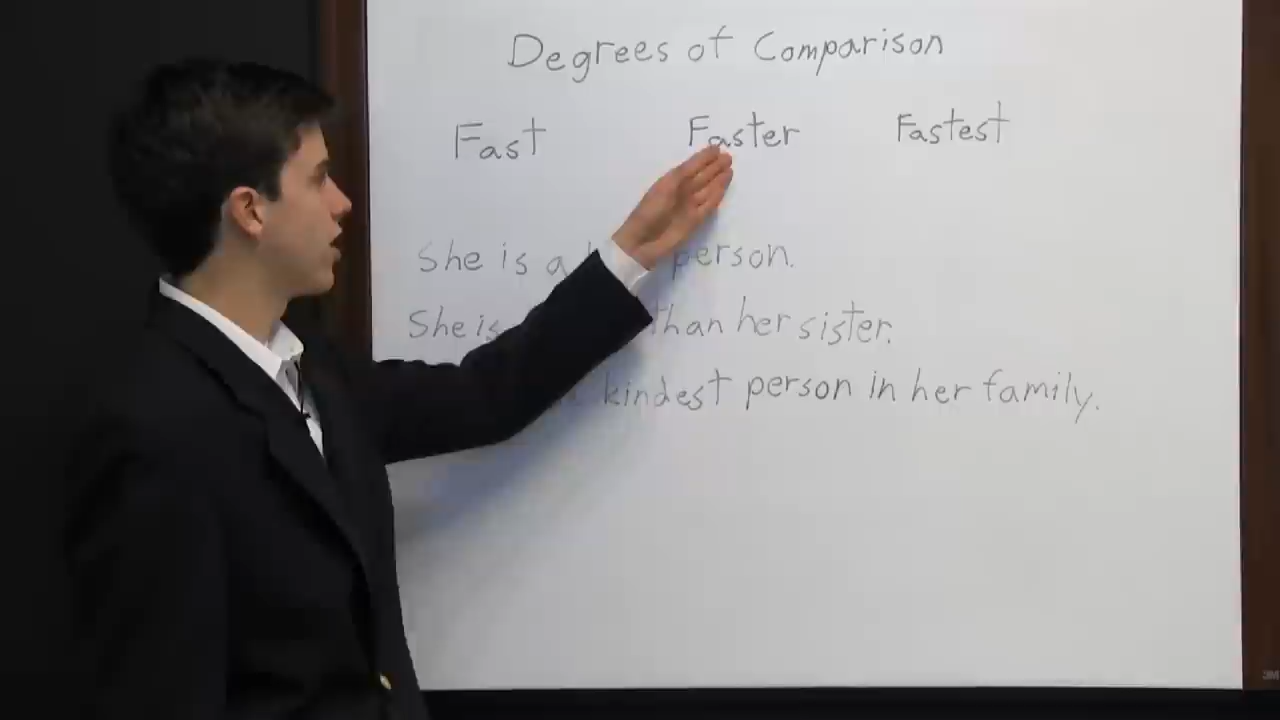 Degrees of Comparison
Fast Faster Fastest
She is a person.
She is than her sister.
kindest person in her family.
3M